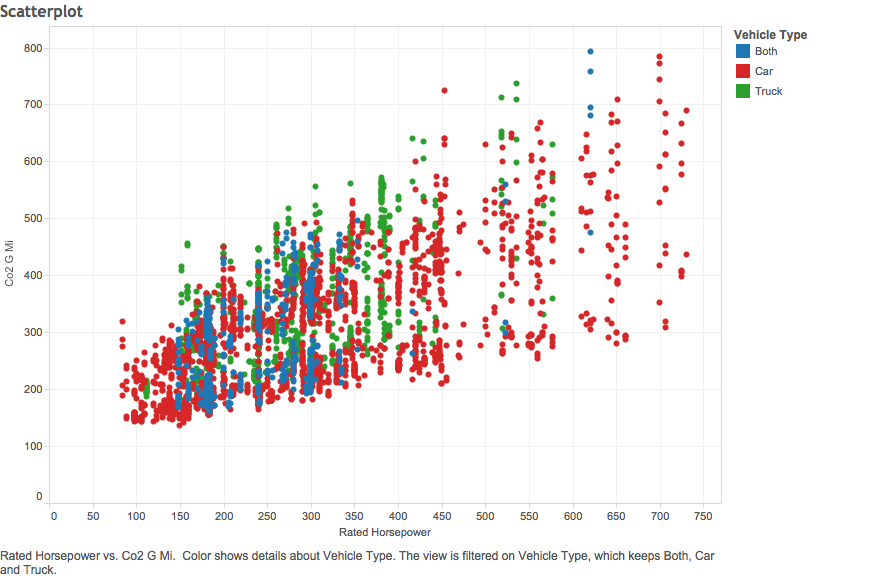 Scatterplot
Vehicle Type
Both
Car
Truck
800
700
600
500
400
300
200
100
0
Co2 G Mi
0 50 100 150 200 250 300 350 400 450 500 550 600 650 700 750
Rated Horsepower
Rated Horsepower vs. Co2 G Mi. Color shows details about Vehicle Type. The view is filtered on Vehicle Type, which keeps Both, Car
and Truck.